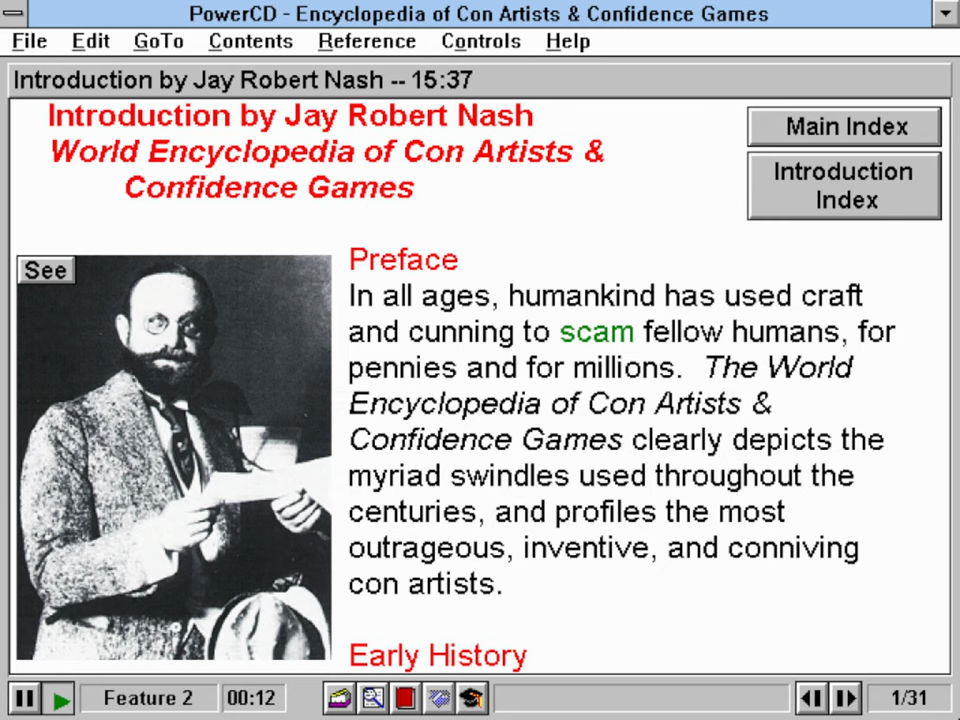 PowerCD - Encyclopedia of Con Artists & Confidence Games
File Edit GoTo Contents Reference Controls Help
Introduction by Jay Robert Nash -- 15:37
Introduction by Jay Robert Nash
World Encyclopedia of Con Artists &
Confidence Games
Main Index
Introduction
Index
See
Preface
In all ages, humankind has used craft
and cunning to scam fellow humans, for
pennies and for millions. The World
Encyclopedia of Con Artists &
Confidence Games clearly depicts the
myriad swindles used throughout the
centuries, and profiles the most
outrageous, inventive, and conniving
con artists.
Early History
Feature 2 00:12 1/31